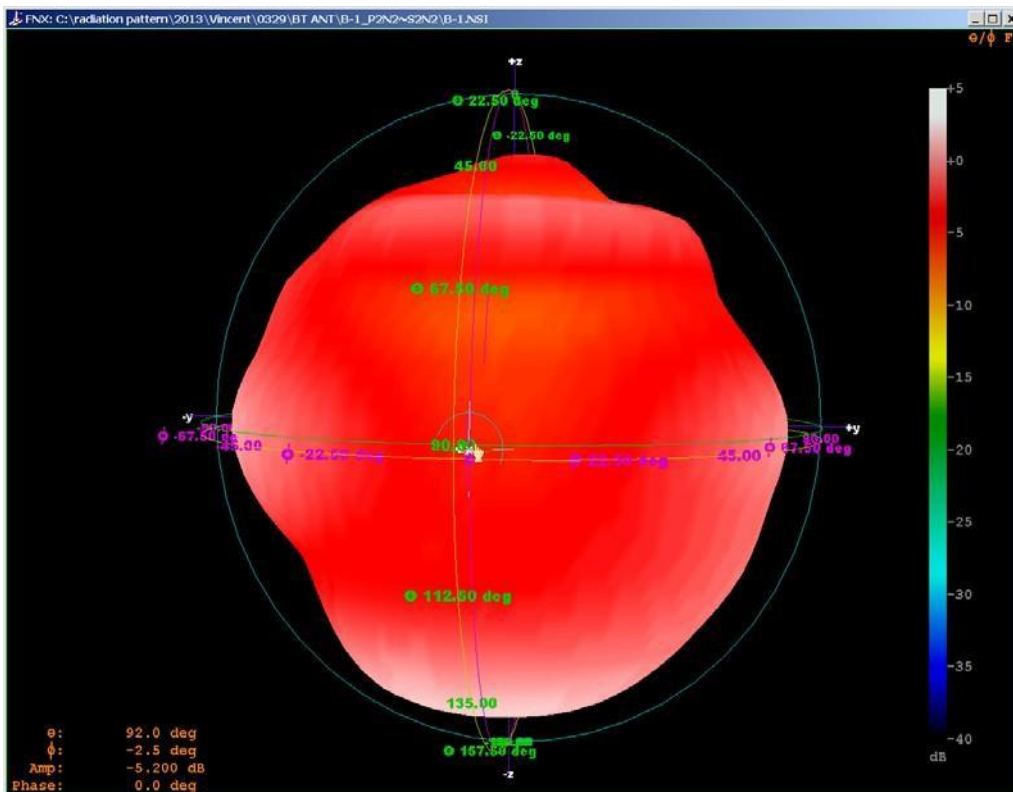 FNX: C:\radiation pattern\2013\Vincent\0329\BT ANT\B-1_P2N2~S2N2\B-1.NSI
θ/ϕ F
+z
θ 22.50 deg
θ -22.50 deg
45.00
θ 67.50 deg
-y
+y
90.00
ϕ -67.50
-45.00
ϕ -22.50 deg
ϕ 22.50 deg
45.00
ϕ 67.50 deg
θ 112.50 deg
135.00
θ 157.50 deg
-z
+5
+0
-5
-10
-15
-20
-25
-30
-35
-40
dB
θ: 92.0 deg
ϕ: -2.5 deg
Amp: -5.200 dB
Phase: 0.0 deg